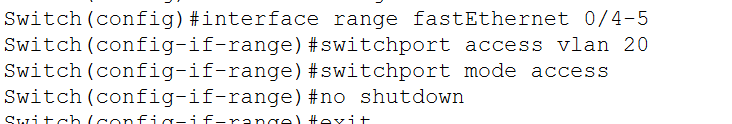 Switch(config)#interface range fastEthernet 0/4-5
Switch(config-if-range)#switchport access vlan 20
Switch(config-if-range)#switchport mode access
Switch(config-if-range)#no shutdown
Switch(config-if-range)#exit